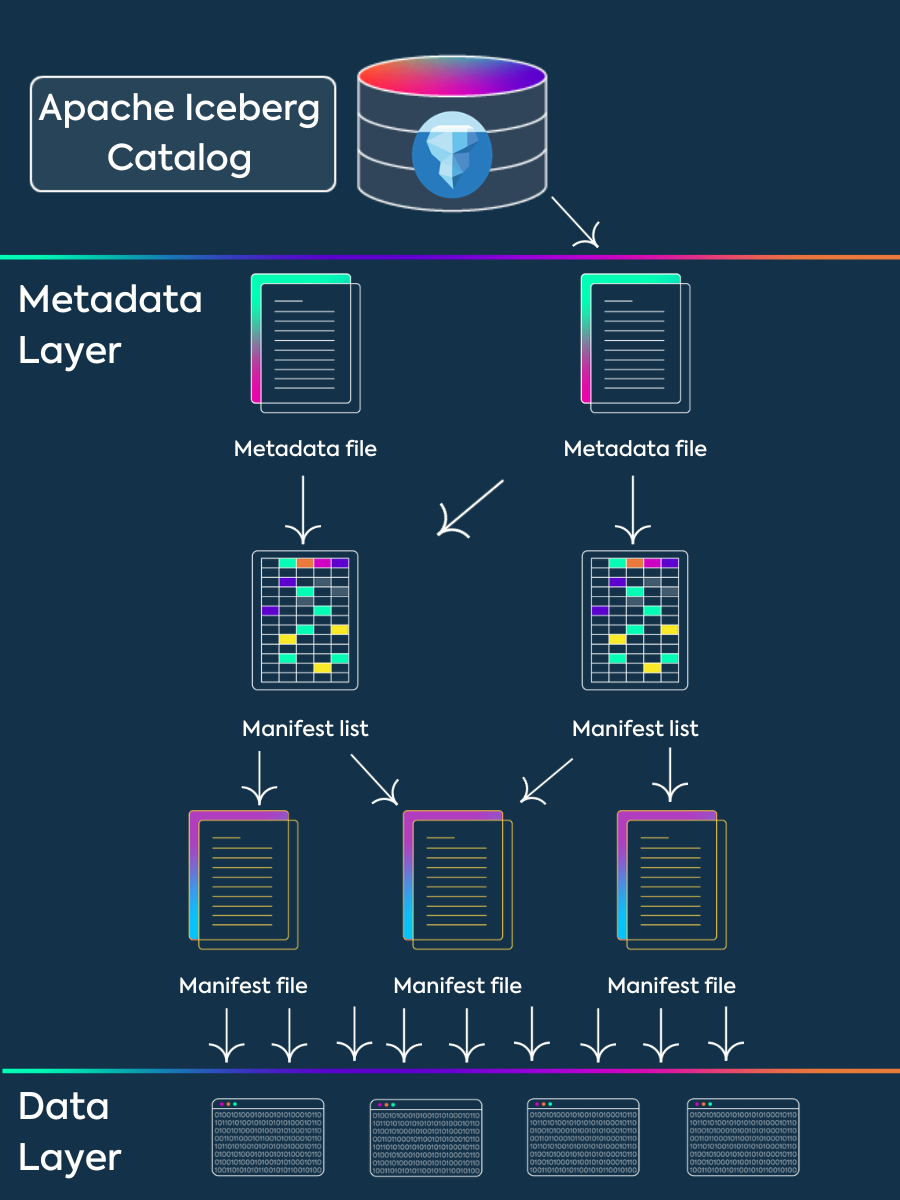 Apache Iceberg
Catalog
Metadata
Layer
Metadata file
Metadata file
Manifest list
Manifest list
Manifest file
Manifest file
Manifest file
Data
Layer